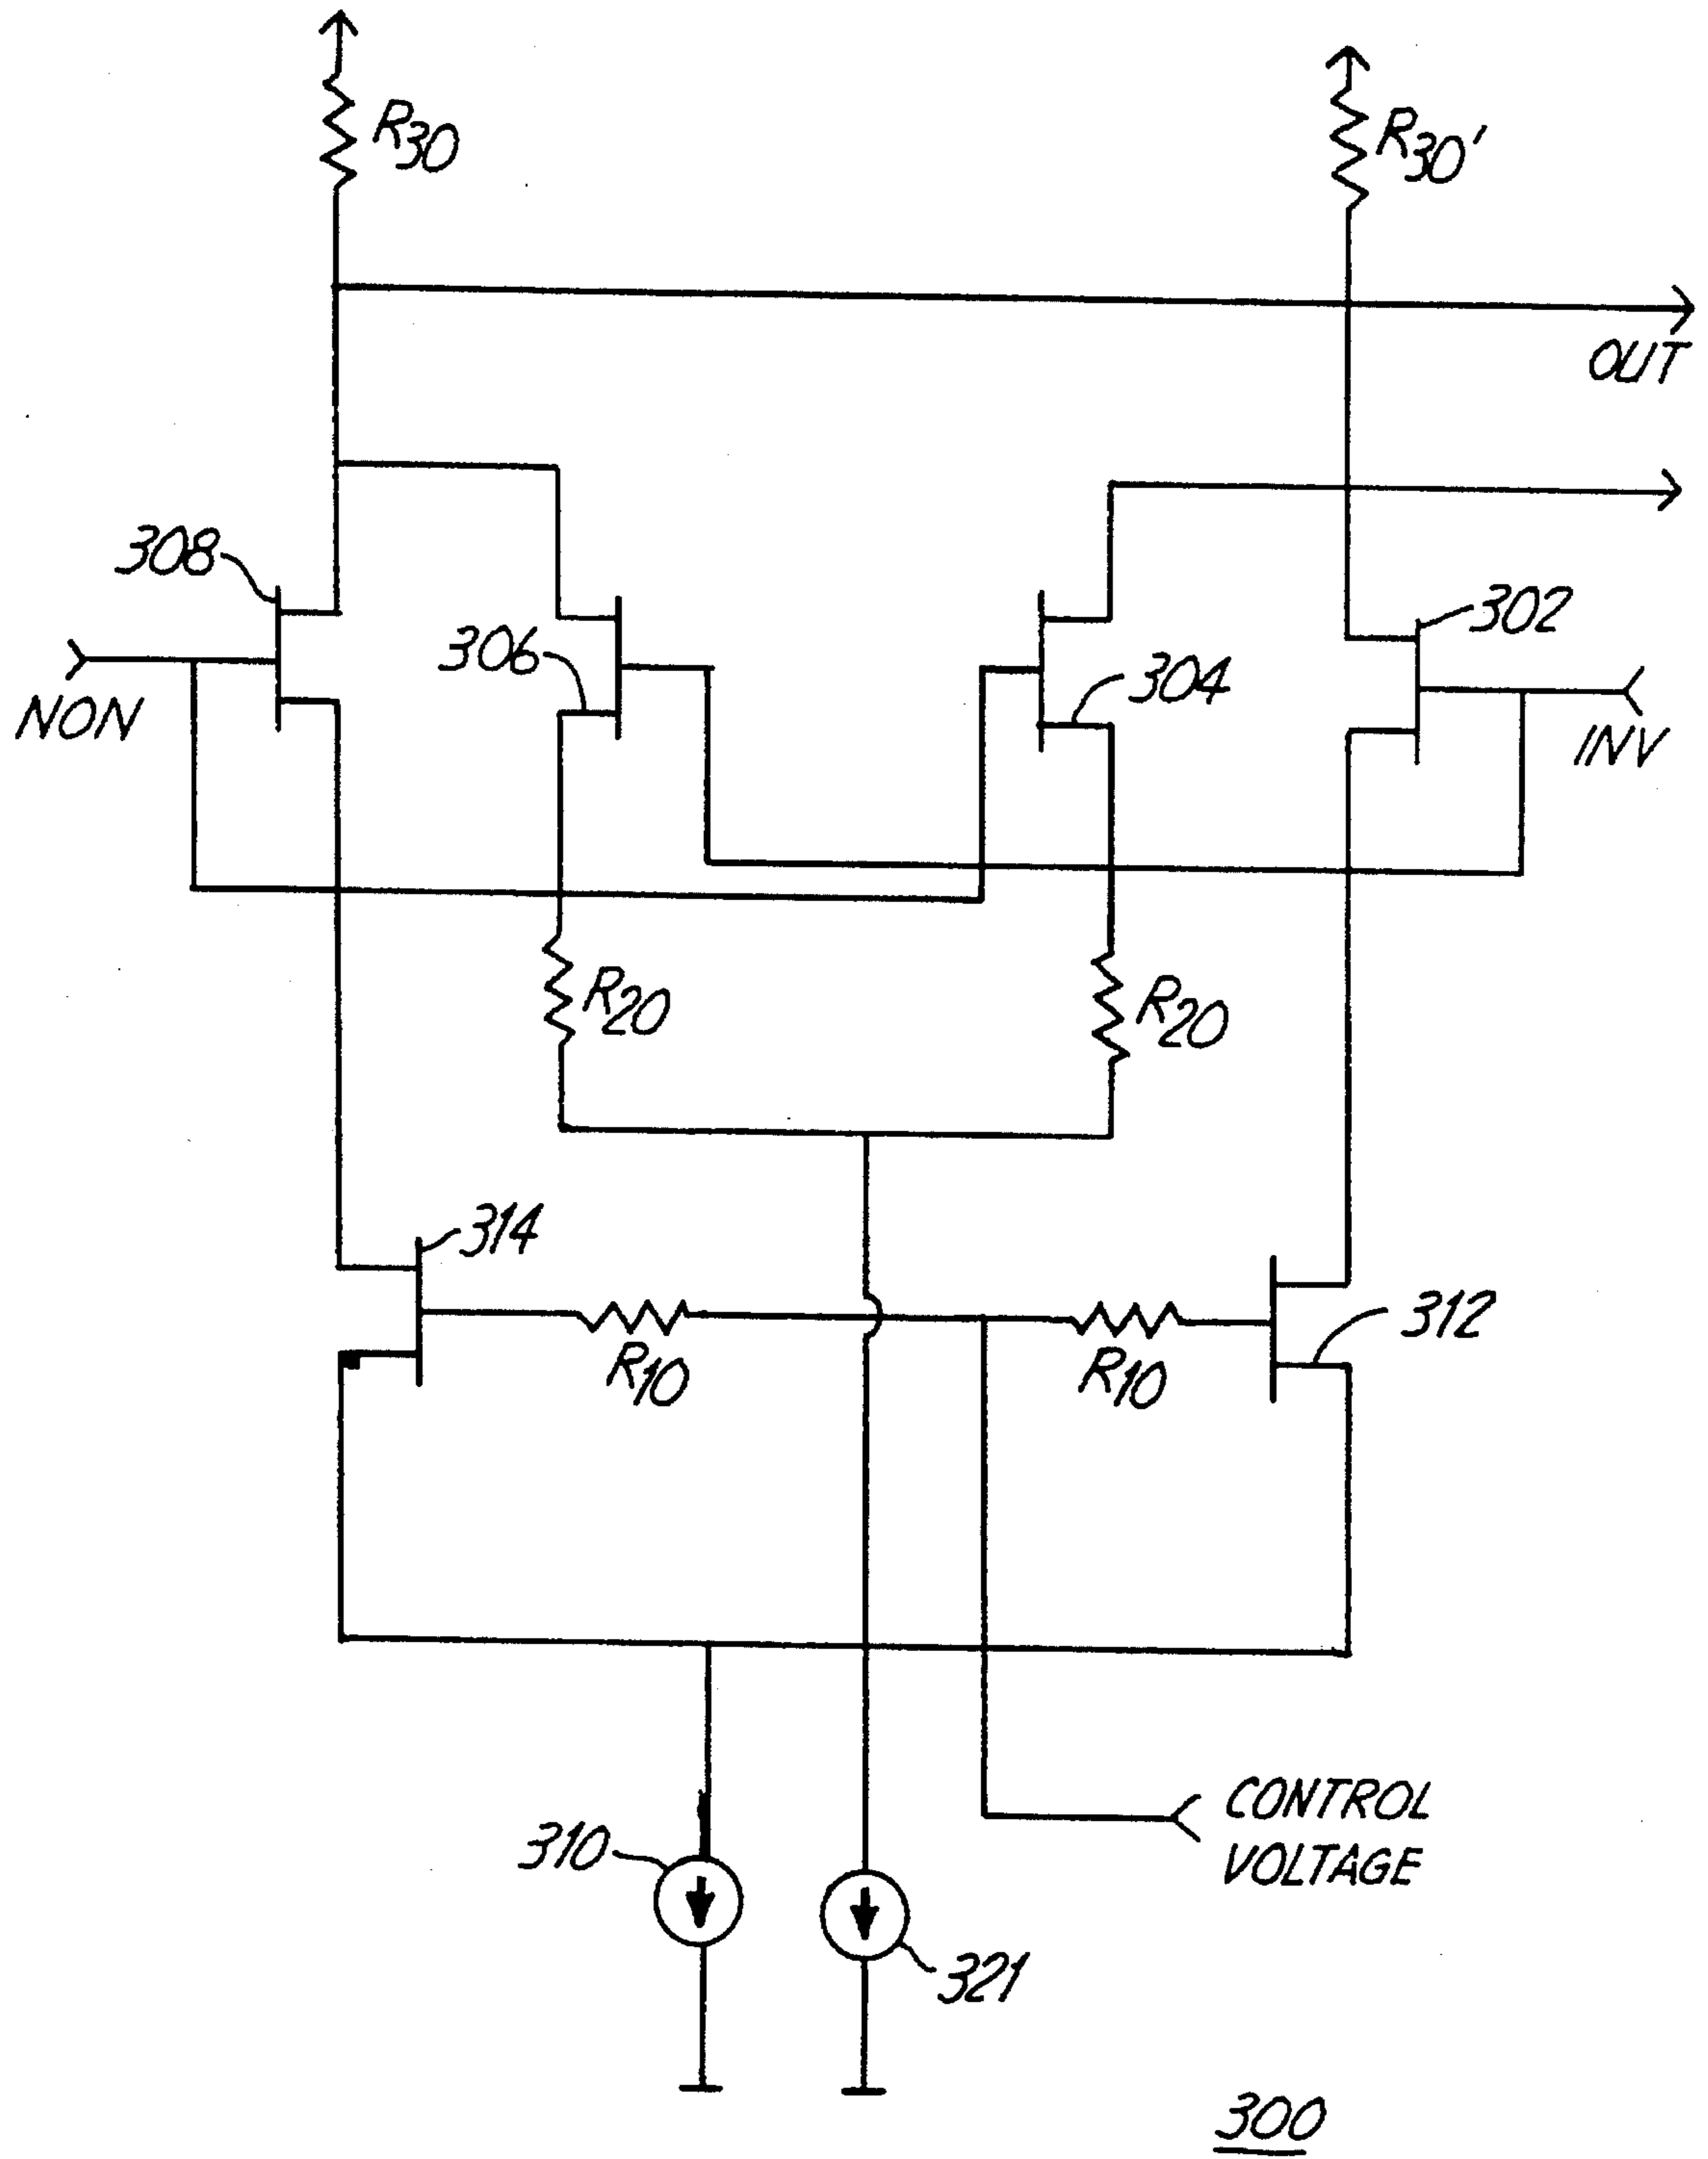 R30
R30'
OUT
308
306
304
302
NON
INV
R20
R20
314
312
R10
R10
CONTROL
VOLTAGE
310
321
300